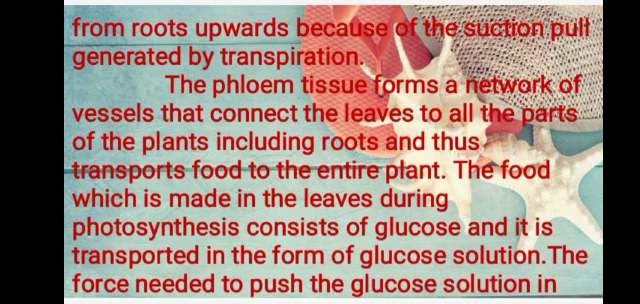 from roots upwards because of the suction pull
generated by transpiration.
The phloem tissue forms a network of
vessels that connect the leaves to all the parts
of the plants including roots and thus
transports food to the entire plant. The food
which is made in the leaves during
photosynthesis consists of glucose and it is
transported in the form of glucose solution.The
force needed to push the glucose solution in